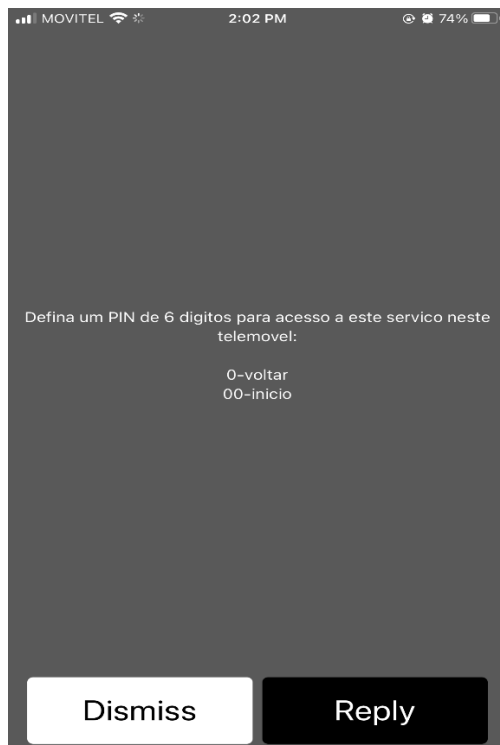 MOVITEL 2:02 PM 74%
Defina um PIN de 6 digitos para acesso a este servico neste
telemovel:
0-voltar
00-inicio
Dismiss Reply